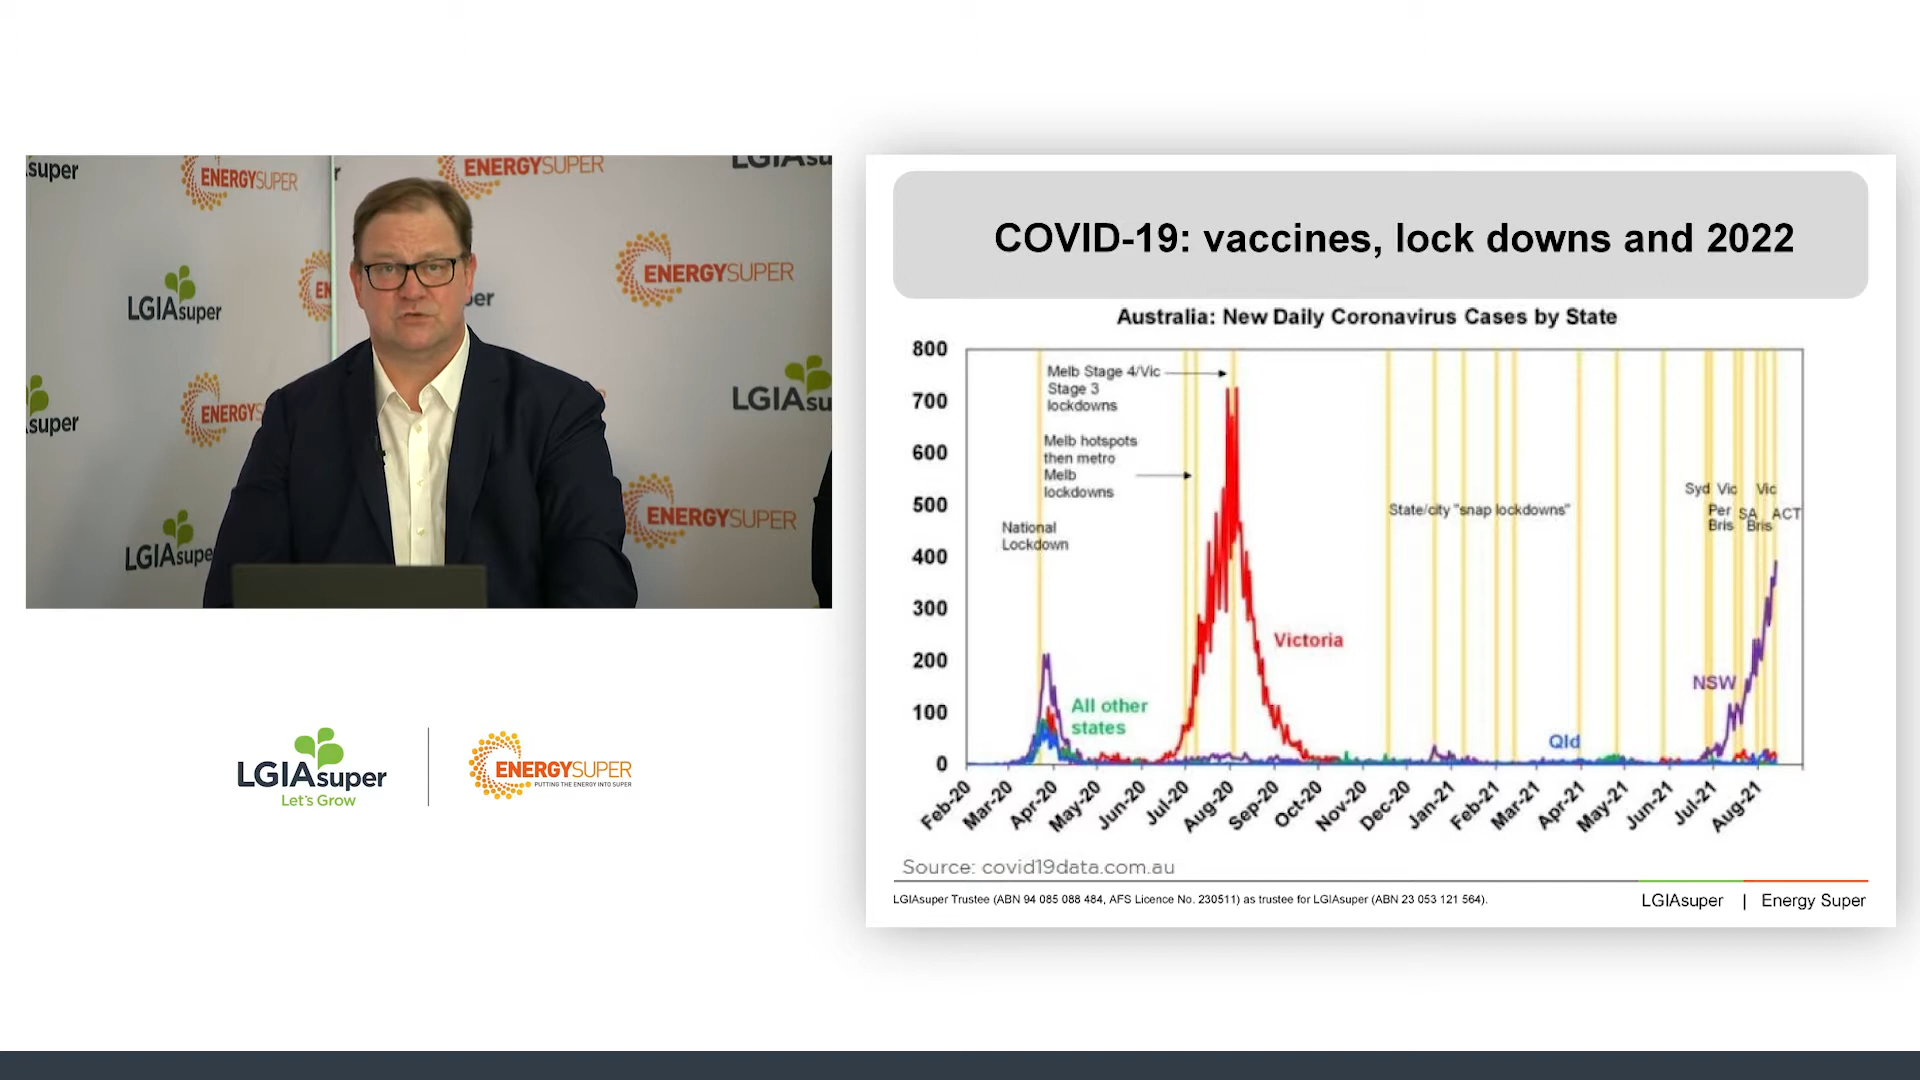 super
ENERGYSUPER
r
ENERGYSUPER
LGIAsu
LGIAsuper
EN
per
ENERGYSUPER
super
ENERGYS
LGIAsu
LGIAsupe
ENERGYSUPER
LGIAsuper
Let's Grow
ENERGYSUPER
PUTTING THE ENERGY INTO SUPER
COVID-19: vaccines, lock downs and 2022
Australia: New Daily Coronavirus Cases by State
800
700
600
500
400
300
200
100
0
Melb Stage 4/Vic
Stage 3
lockdowns
Melb hotspots
then metro
Melb
lockdowns
National
Lockdown
State/city "snap lockdowns"
Syd Vic Vic
Per SA ACT
Bris Bris
Victoria
NSW
All other
states
Qld
Feb-20 Mar-20 Apr-20 May-20 Jun-20 Jul-20 Aug-20 Sep-20 Oct-20 Nov-20 Dec-20 Jan-21 Feb-21 Mar-21 Apr-21 May-21 Jun-21 Jul-21 Aug-21
Source: covid19data.com.au
LGIAsuper Trustee (ABN 94 085 088 484, AFS Licence No. 230511) as trustee for LGIAsuper (ABN 23 053 121 564).
LGIAsuper | Energy Super